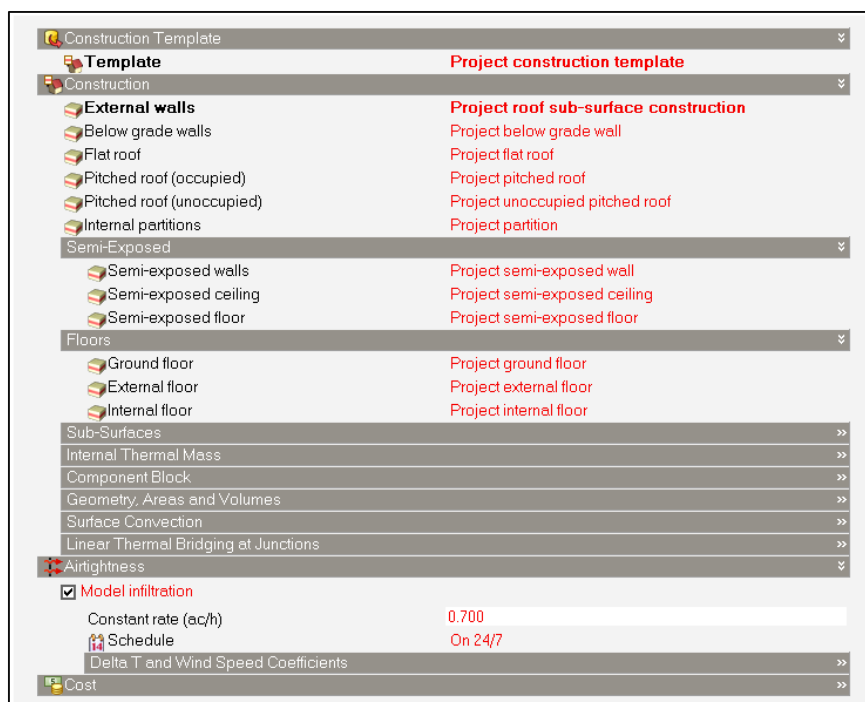 Construction Template
Template Project construction template
Construction
External walls Project roof sub-surface construction
Below grade walls Project below grade wall
Flat roof Project flat roof
Pitched roof (occupied) Project pitched roof
Pitched roof (unoccupied) Project unoccupied pitched roof
Internal partitions Project partition
Semi-Exposed
Semi-exposed walls Project semi-exposed wall
Semi-exposed ceiling Project semi-exposed ceiling
Semi-exposed floor Project semi-exposed floor
Floors
Ground floor Project ground floor
External floor Project external floor
Internal floor Project internal floor
Sub-Surfaces
Internal Thermal Mass
Component Block
Geometry, Areas and Volumes
Surface Convection
Linear Thermal Bridging at Junctions
Airtightness
Model infiltration
Constant rate (ac/h) 0.700
14 Schedule On 24/7
Delta T and Wind Speed Coefficients
Cost